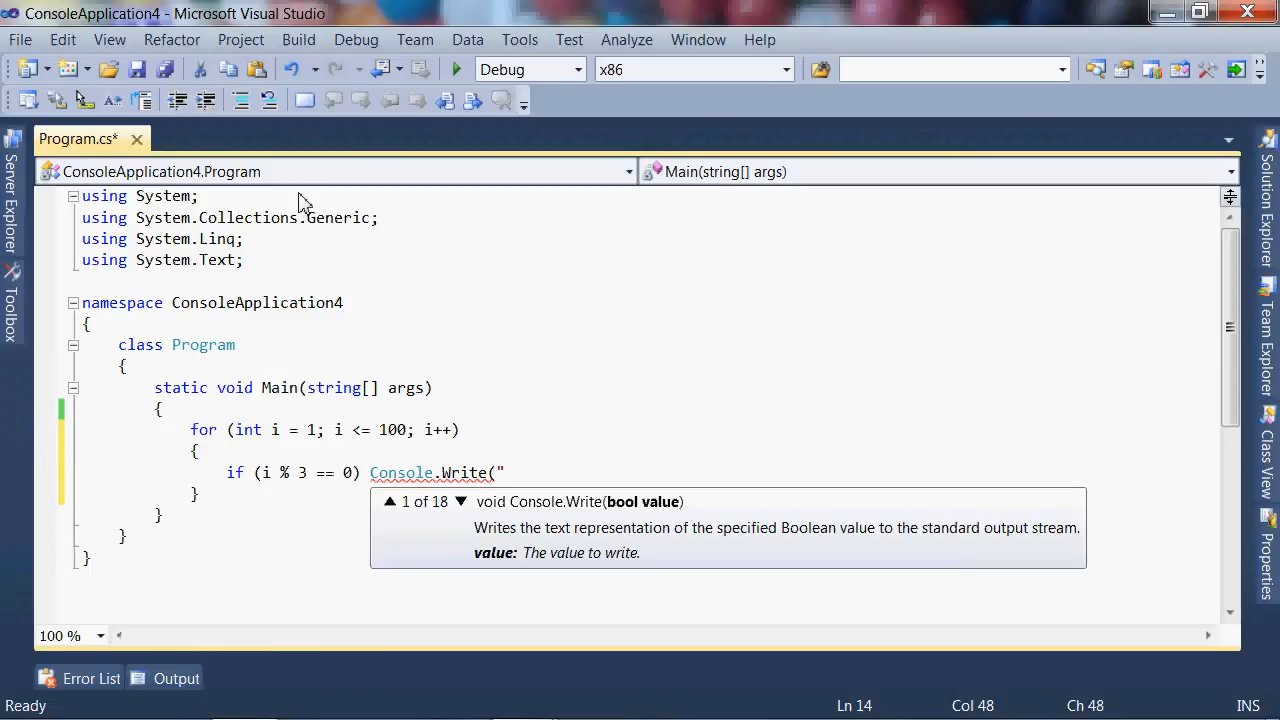 ConsoleApplication4 - Microsoft Visual Studio
File Edit View Refactor Project Build Debug Team Data Tools Test Analyze Window Help
Debug x86
Program.cs*
ConsoleApplication4.Program Main(string[] args)
using System;
using System.Collections.Generic;
using System.Linq;
using System.Text;
namespace ConsoleApplication4
{
class Program
{
static void Main(string[] args)
{
for (int i = 1; i <= 100; i++)
{
if (i % 3 == 0) Console.Write("
}
1 of 18 void Console.Write(bool value)
Writes the text representation of the specified Boolean value to the standard output stream.
value: The value to write.
}
}
}
100 %
Error List Output
Ready Ln 14 Col 48 Ch 48 INS
Server Explorer
Toolbox
Solution Explorer
Team Explorer
Class View
Properties